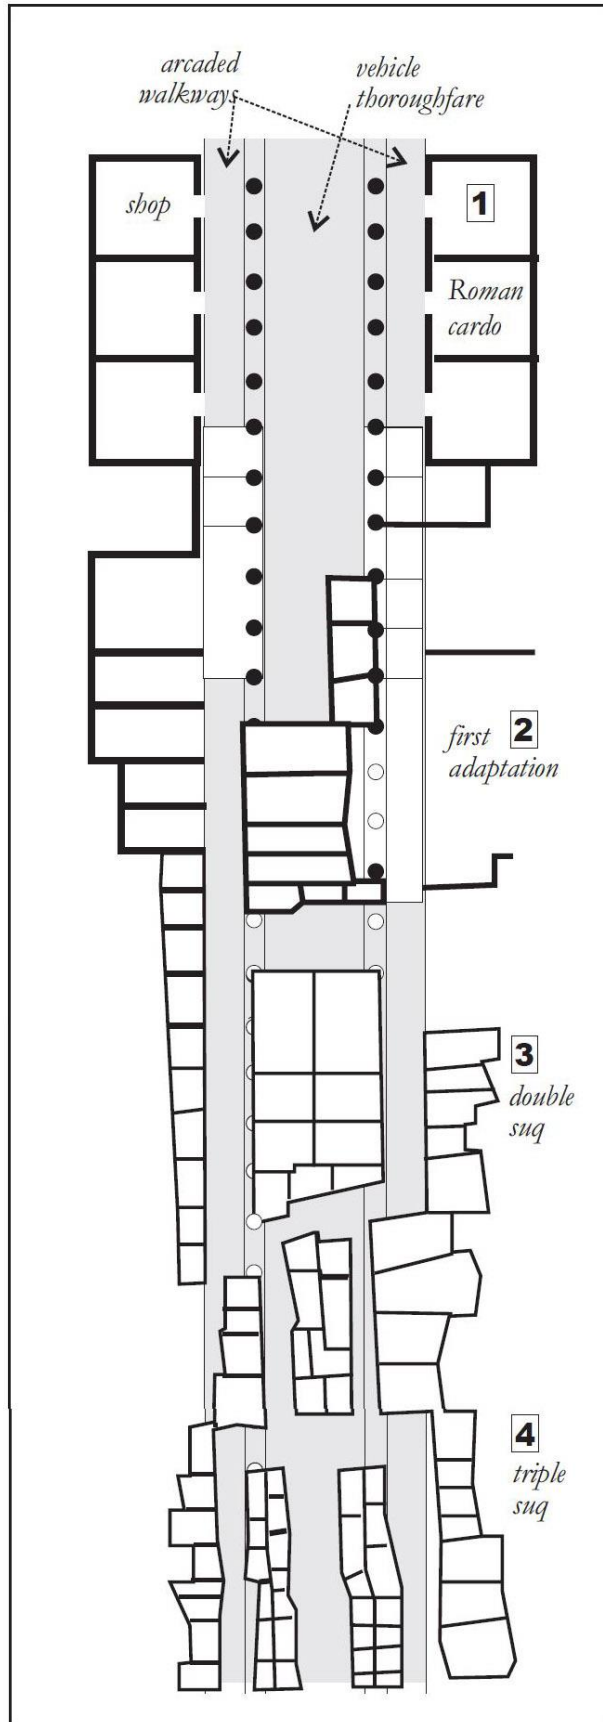 arcaded
walkways
vehicle
thoroughfare
shop
1
Roman
cardo
2
first
adaptation
3
double
suq
4
triple
suq